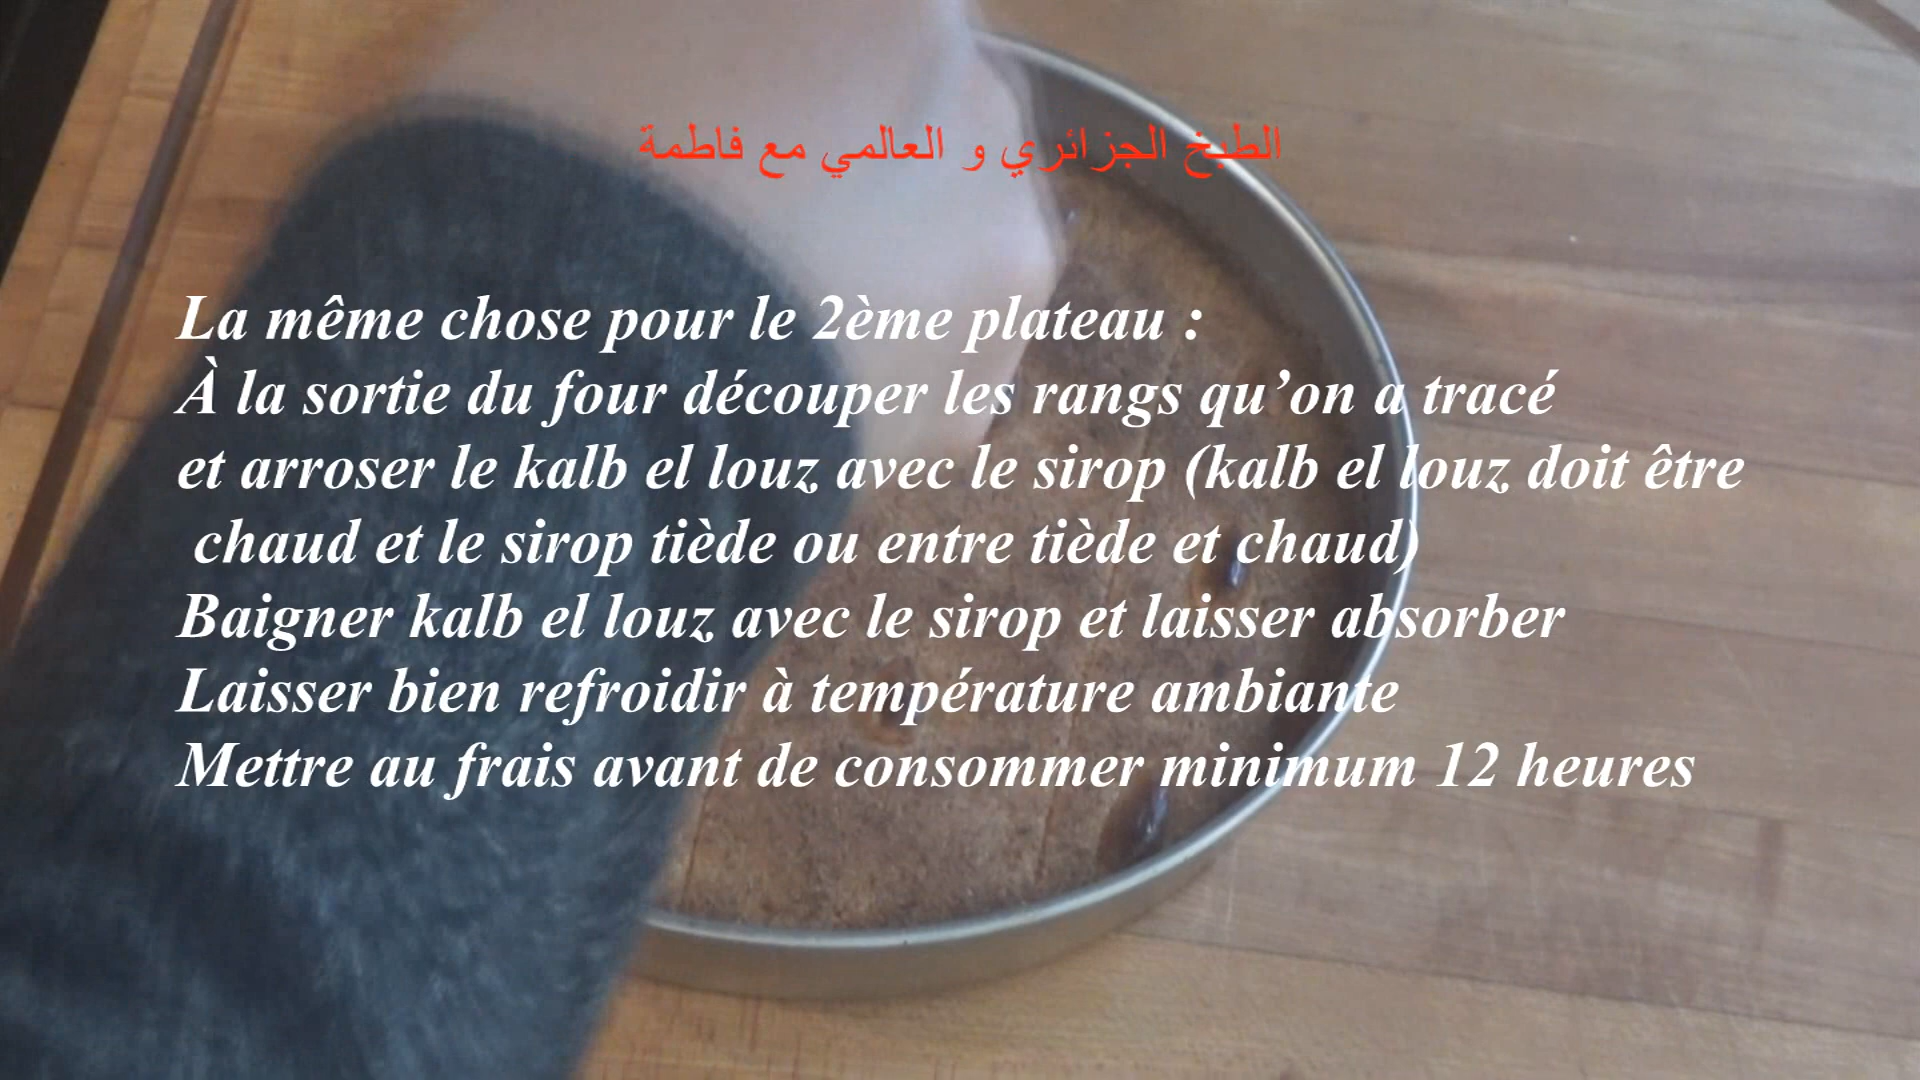 الطبخ الجزائري و العالمي مع فاطمة
La même chose pour le 2ème plateau :
À la sortie du four découper les rangs qu’on a tracé
et arroser le kalb el louz avec le sirop (kalb el louz doit être
chaud et le sirop tiède ou entre tiède et chaud)
Baigner kalb el louz avec le sirop et laisser absorber
Laisser bien refroidir à température ambiante
Mettre au frais avant de consommer minimum 12 heures